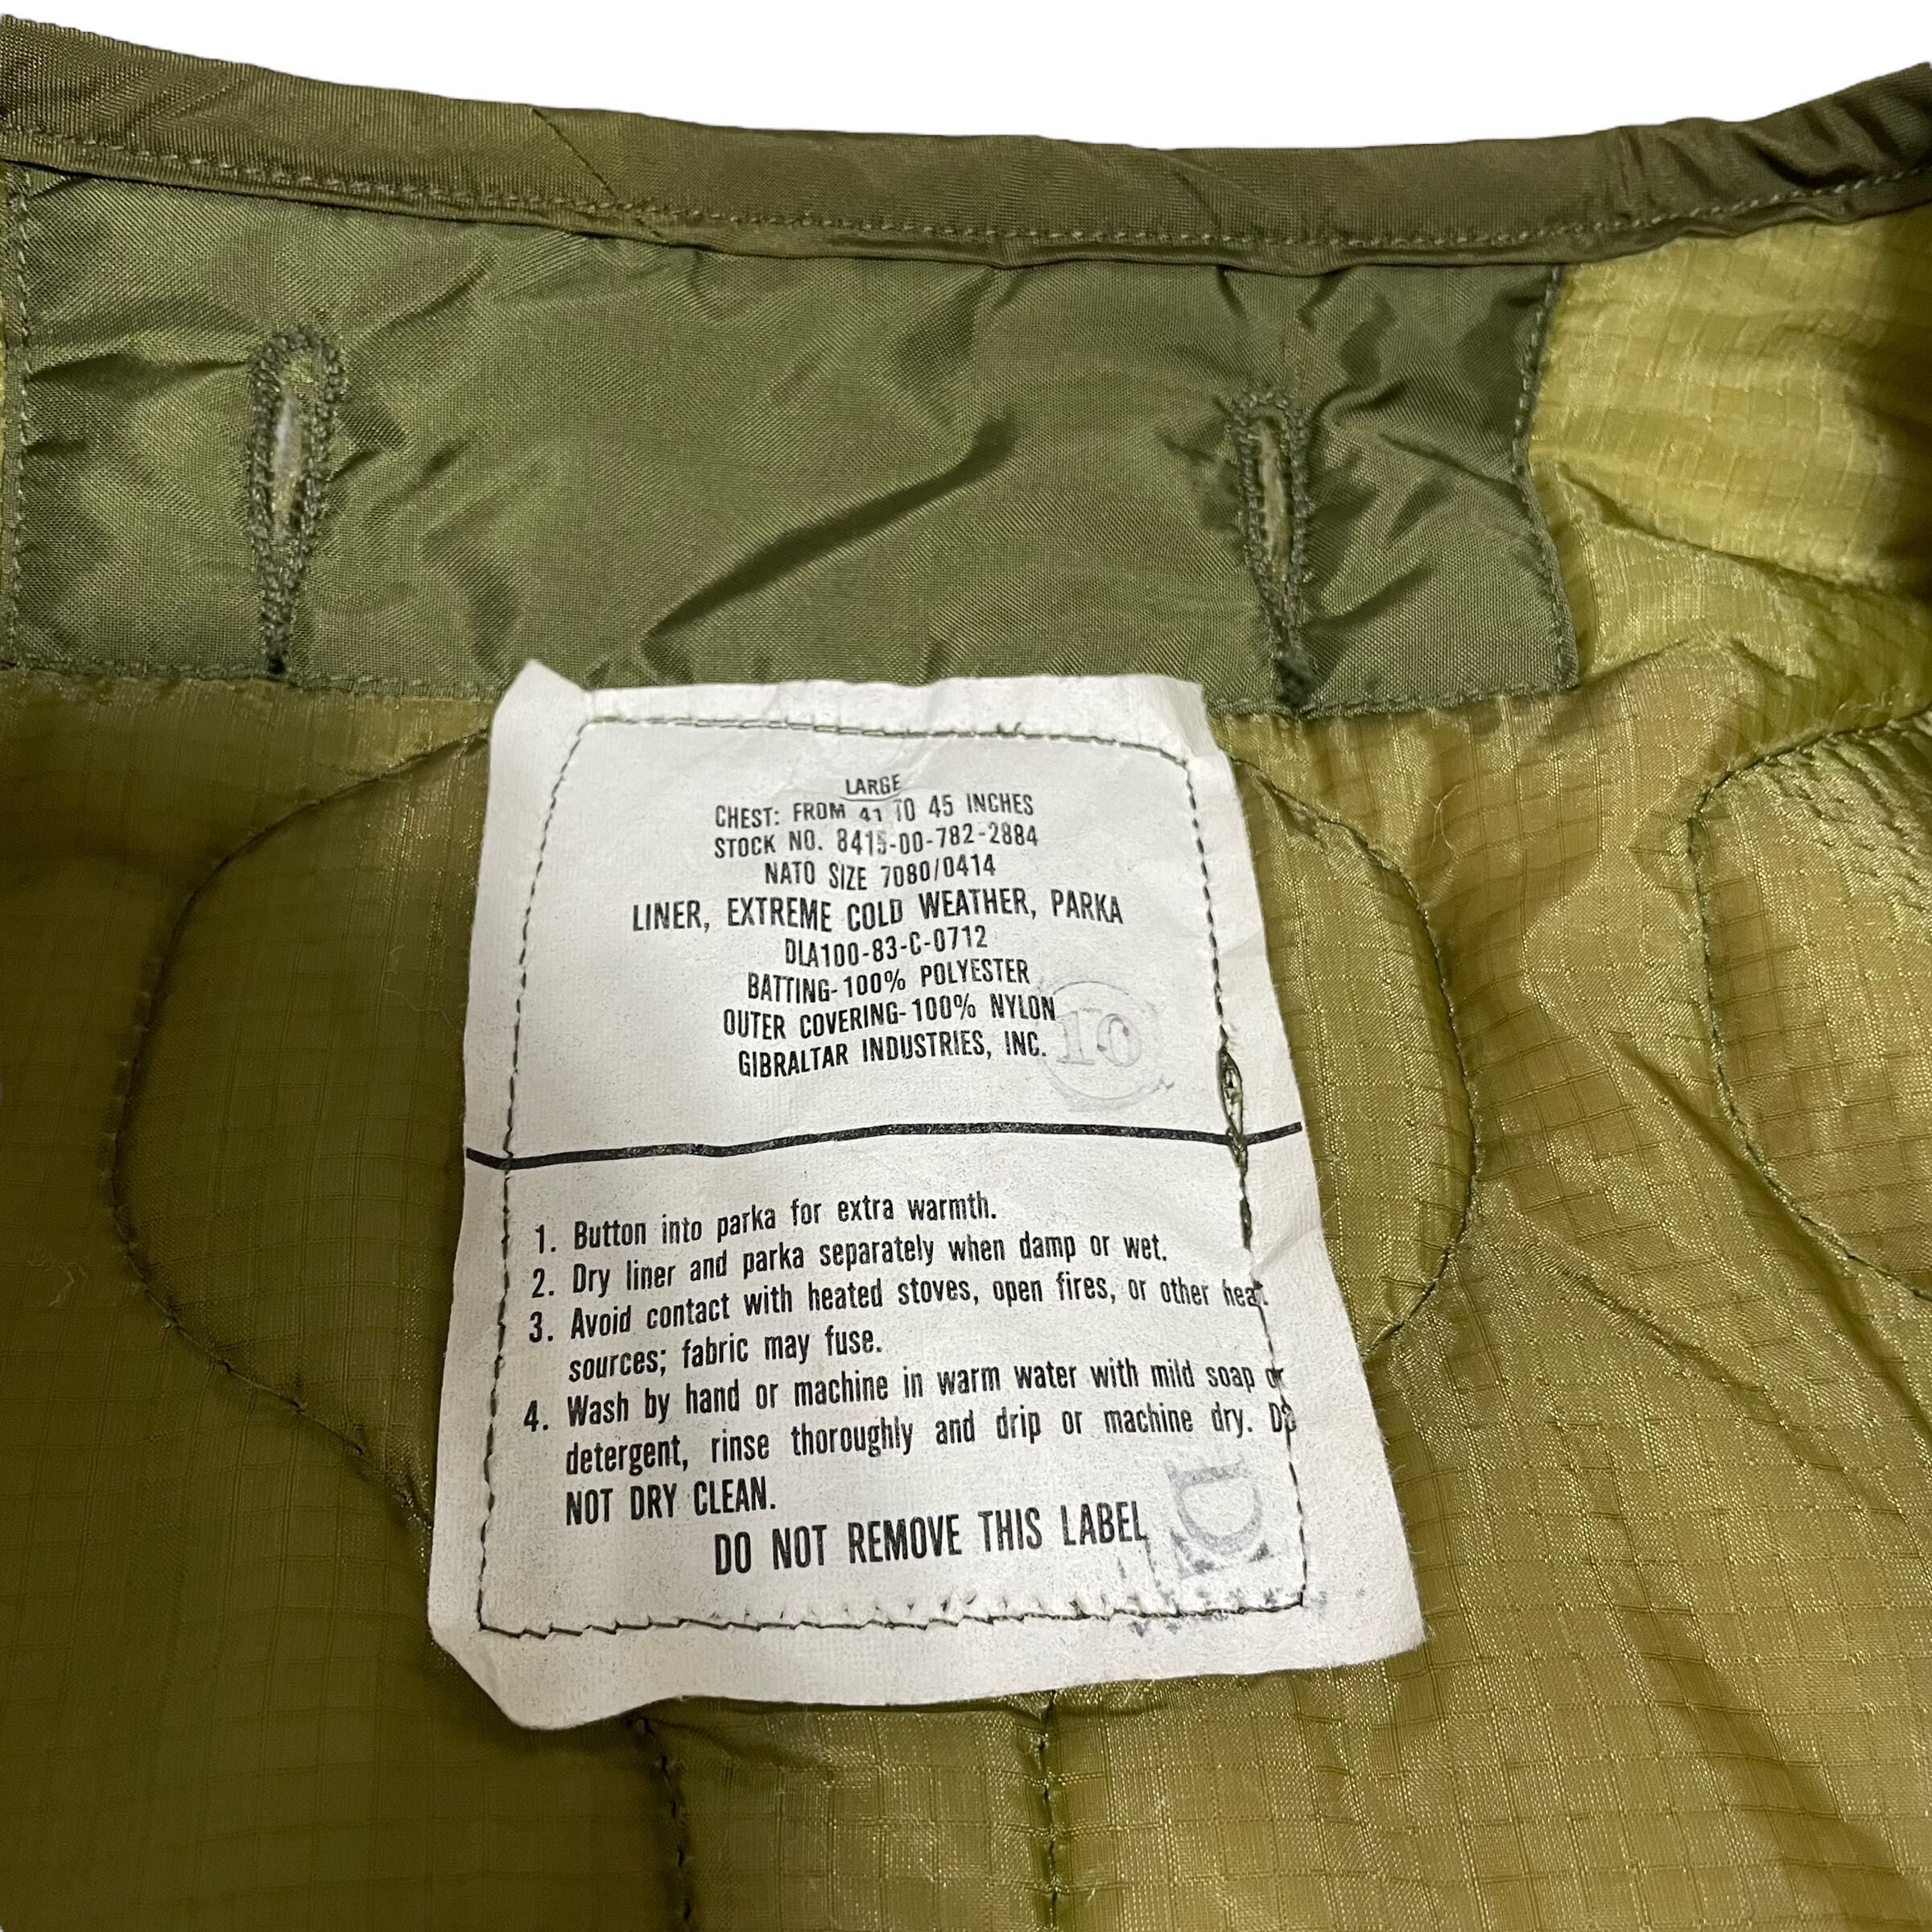 LARGE
CHEST: FROM 41 TO 45 INCHES
STOCK NO. 8415-00-782-2884
NATO SIZE 7080/0414
LINER, EXTREME COLD WEATHER, PARKA
DLA100-83-C-0712
BATTING-100% POLYESTER
OUTER COVERING-100% NYLON
GIBRALTAR INDUSTRIES, INC.
10
1. Button into parka for extra warmth.
2. Dry liner and parka separately when damp or wet.
3. Avoid contact with heated stoves, open fires, or other heat
sources; fabric may fuse.
4. Wash by hand or machine in warm water with mild soap or
detergent, rinse thoroughly and drip or machine dry. Do
NOT DRY CLEAN.
DO NOT REMOVE THIS LABEL